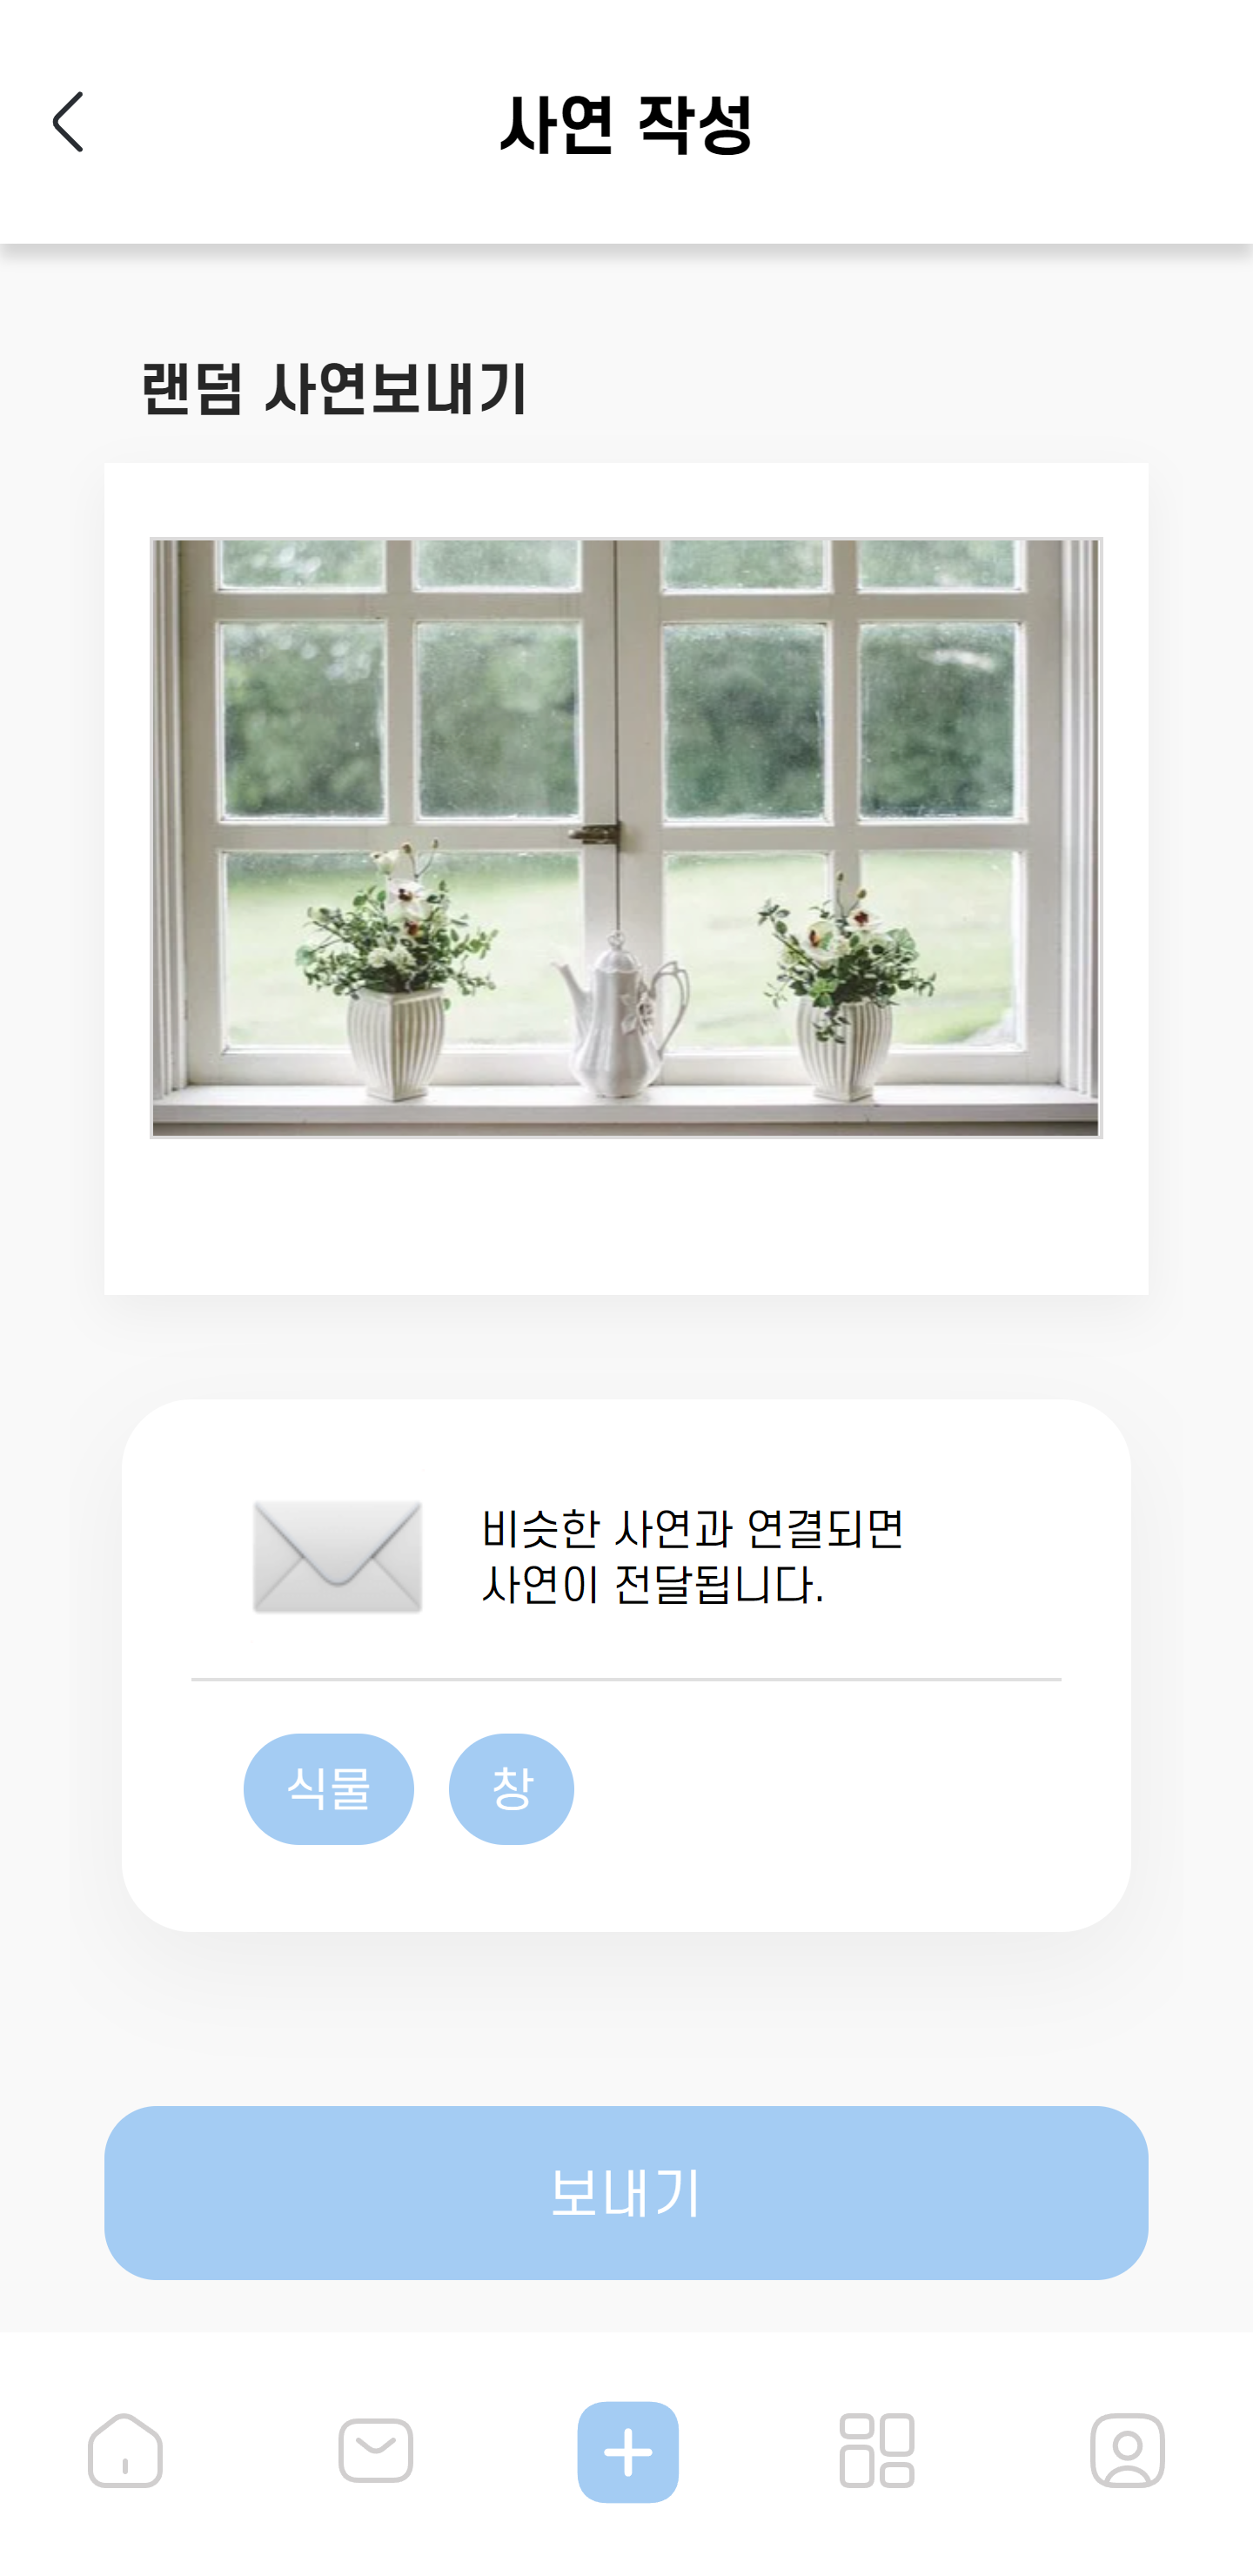 사연 작성
랜덤 사연보내기
비슷한 사연과 연결되면
사연이 전달됩니다.
식물 창
보내기